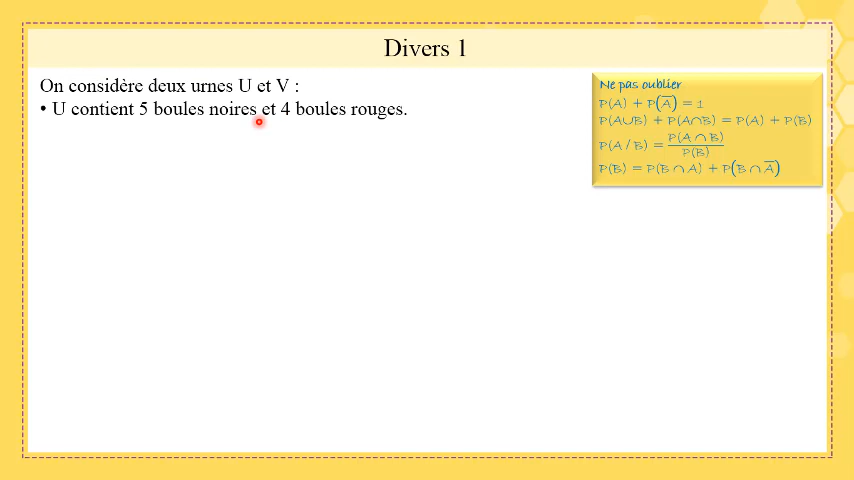 Divers 1
On considère deux urnes U et V :
• U contient 5 boules noires et 4 boules rouges.
Ne pas oublier
P(A) + P(A̅) = 1
P(A∪B) + P(A∩B) = P(A) + P(B)
P(A / B) = P(A ∩ B) / P(B)
P(B) = P(B ∩ A) + P(B ∩ A̅)